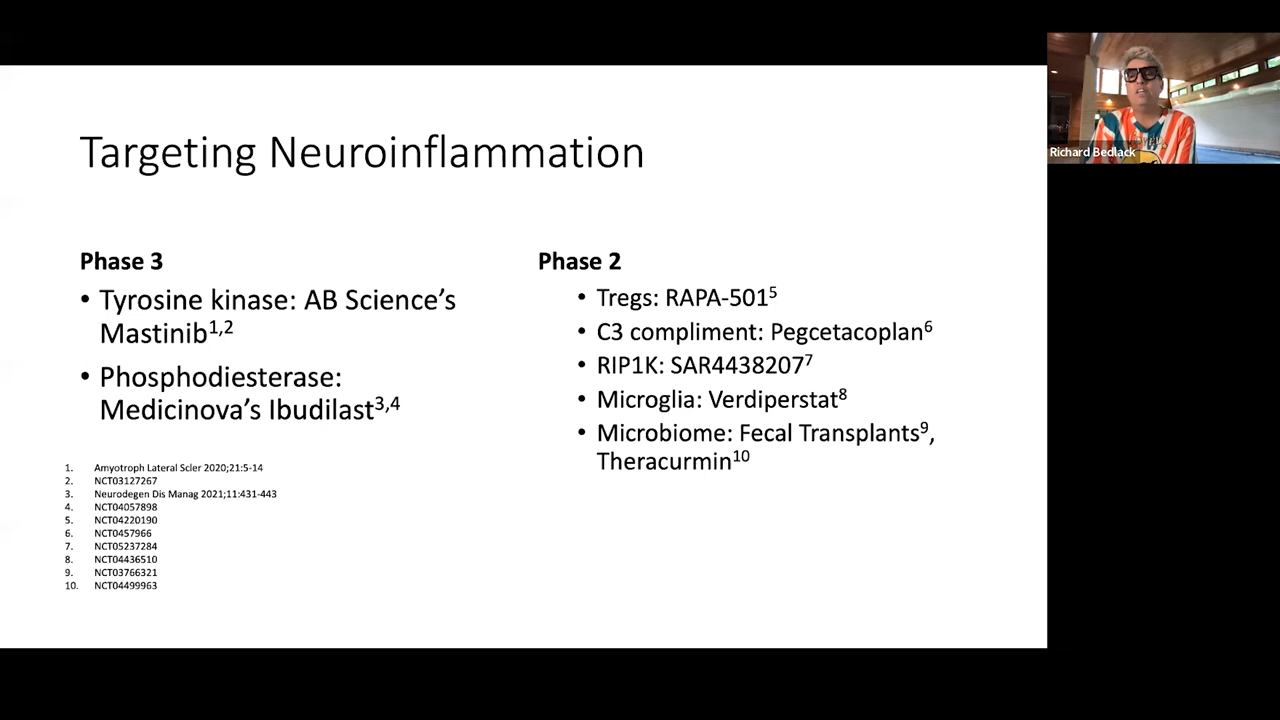 Targeting Neuroinflammation
Phase 3
• Tyrosine kinase: AB Science’s
Mastinib1,2
• Phosphodiesterase:
Medicinova’s Ibudilast3,4
Phase 2
• Tregs: RAPA-5015
• C3 compliment: Pegcetacoplan6
• RIP1K: SAR44382077
• Microglia: Verdiperstat8
• Microbiome: Fecal Transplants9,
Theracurmin10
1. Amyotroph Lateral Scler 2020;21:5-14
2. NCT03127267
3. Neurodegen Dis Manag 2021;11:431-443
4. NCT04057898
5. NCT04220190
6. NCT0457966
7. NCT05237284
8. NCT04436510
9. NCT03766321
10. NCT04499963
Richard Bedlack